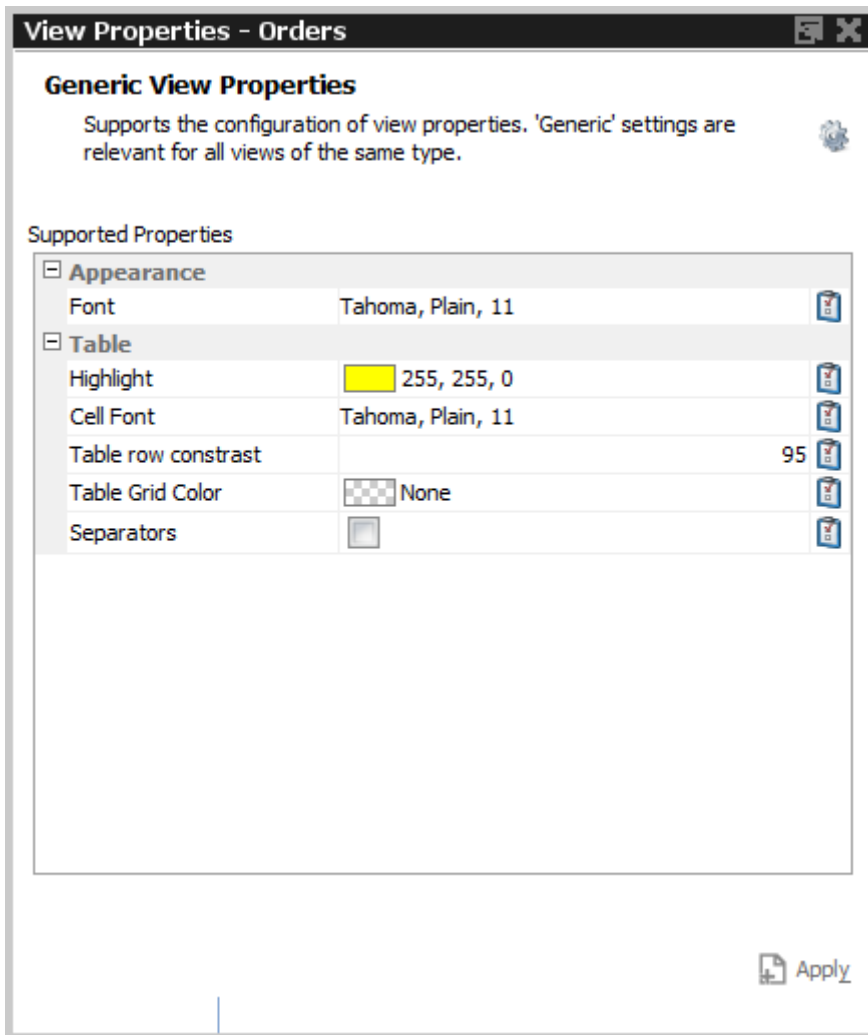 View Properties - Orders
Generic View Properties
Supports the configuration of view properties. 'Generic' settings are
relevant for all views of the same type.
Supported Properties
Appearance
Font Tahoma, Plain, 11
Table
Highlight 255, 255, 0
Cell Font Tahoma, Plain, 11
Table row constrast 95
Table Grid Color None
Separators
Apply